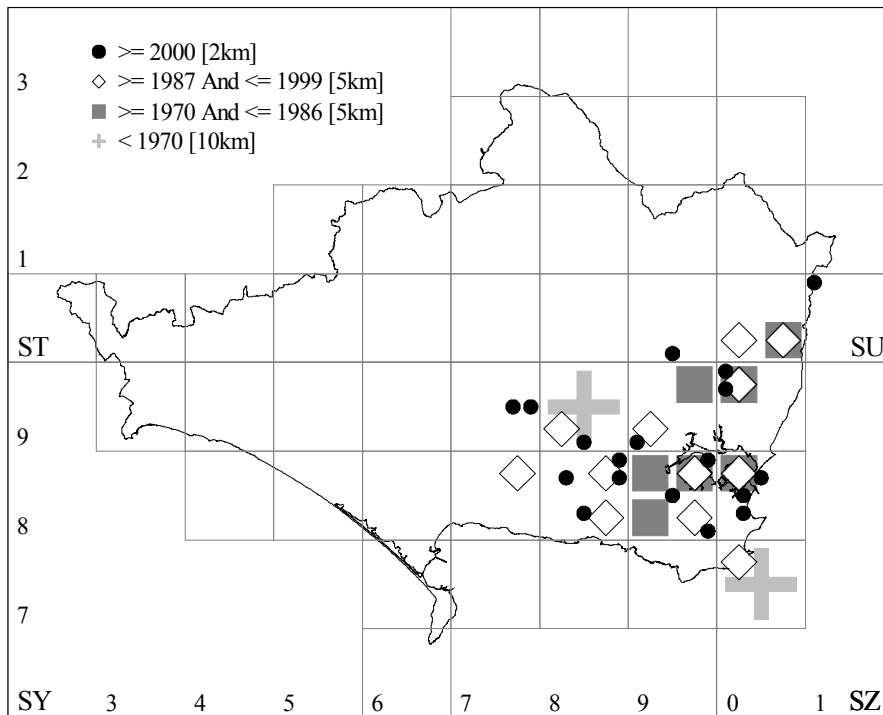 >= 2000 [2km]
>= 1987 And <= 1999 [5km]
>= 1970 And <= 1986 [5km]
< 1970 [10km]
3
2
1
ST SU
9
8
7
SY 3 4 5 6 7 8 9 0 1 SZ